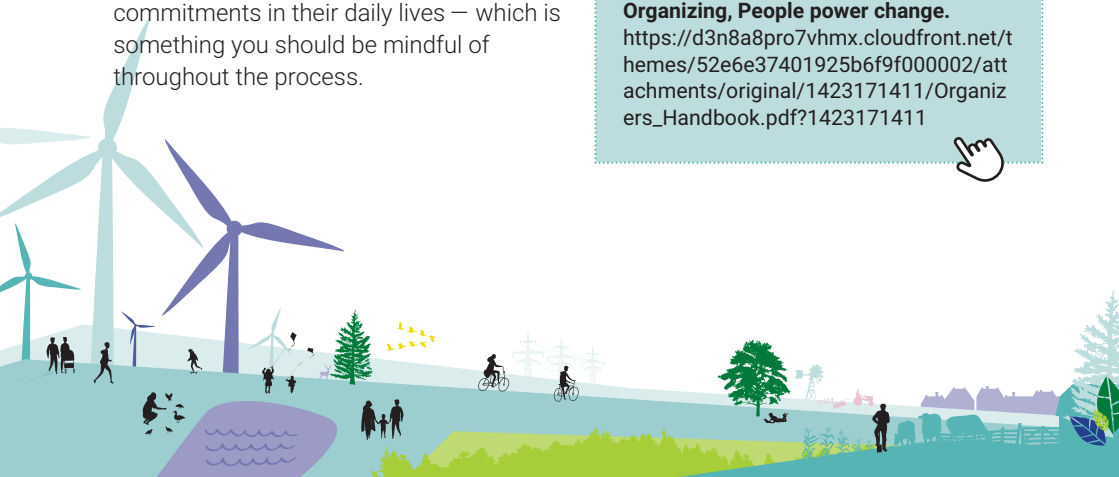 commitments in their daily lives — which is
something you should be mindful of
throughout the process.
Organizing, People power change.
https://d3n8a8pro7vhmx.cloudfront.net/t
hemes/52e6e37401925b6f9f000002/att
achments/original/1423171411/Organiz
ers_Handbook.pdf?1423171411